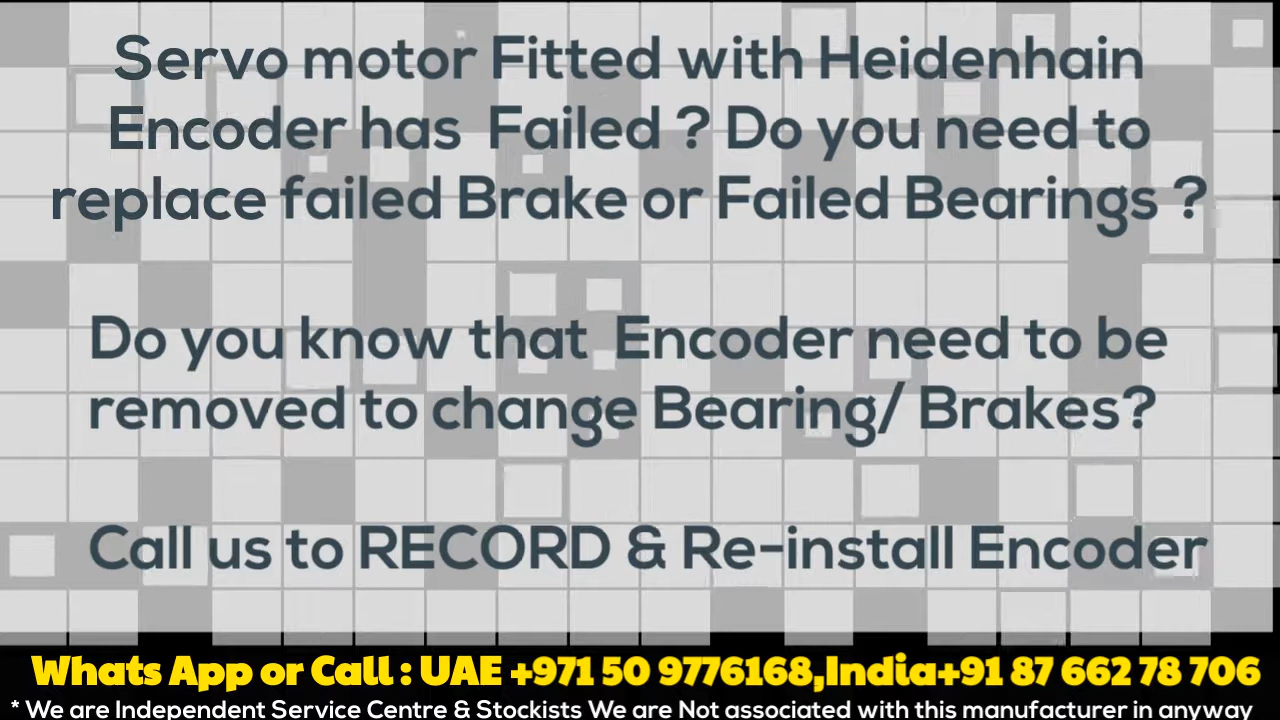 Servo motor Fitted with Heidenhain
Encoder has Failed ? Do you need to
replace failed Brake or Failed Bearings ?
Do you know that Encoder need to be
removed to change Bearing/ Brakes?
Call us to RECORD & Re-install Encoder
Whats App or Call : UAE +971 50 9776168,India+91 87 662 78 706
* We are Independent Service Centre & Stockists We are Not associated with this manufacturer in anyway